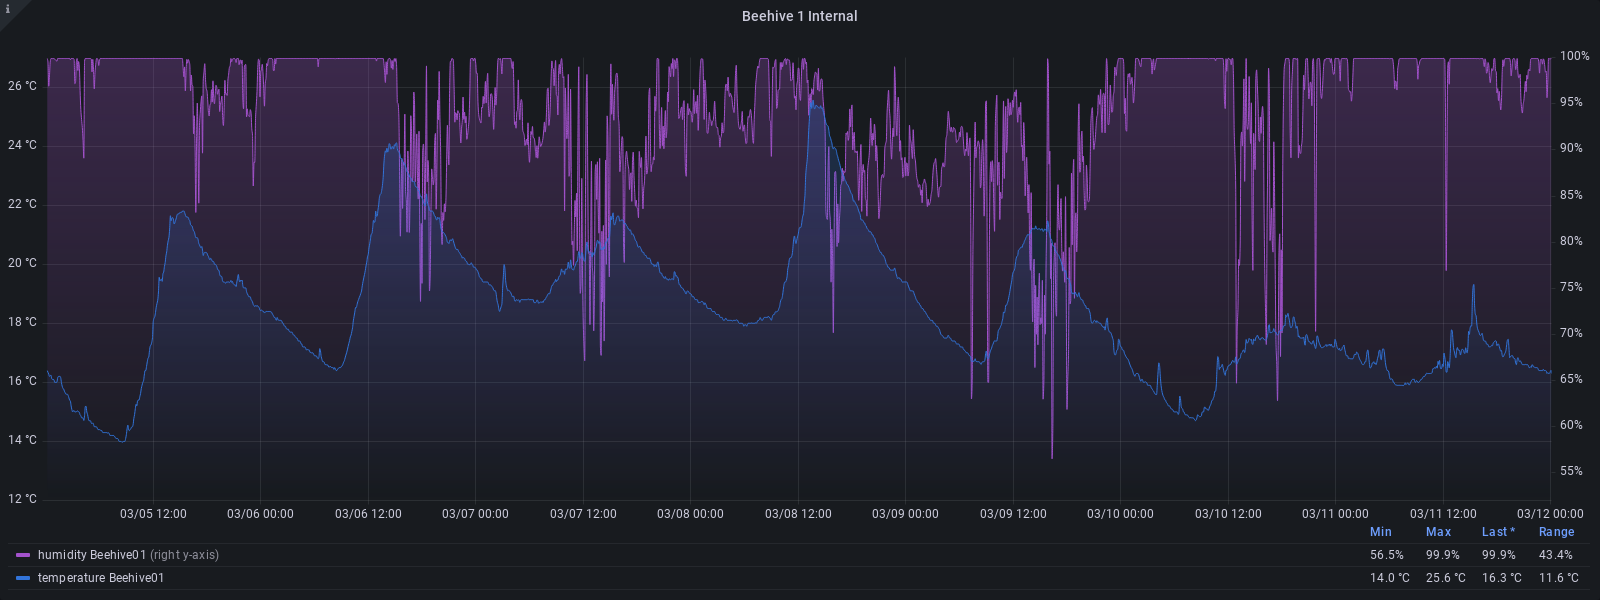 i
Beehive 1 Internal
26 °C
24 °C
22 °C
20 °C
18 °C
16 °C
14 °C
12 °C
100%
95%
90%
85%
80%
75%
70%
65%
60%
55%
03/05 12:00 03/06 00:00 03/06 12:00 03/07 00:00 03/07 12:00 03/08 00:00 03/08 12:00 03/09 00:00 03/09 12:00 03/10 00:00 03/10 12:00 03/11 00:00 03/11 12:00 03/12 00:00
Min Max Last * Range
humidity Beehive01 (right y-axis) 56.5% 99.9% 99.9% 43.4%
temperature Beehive01 14.0 °C 25.6 °C 16.3 °C 11.6 °C